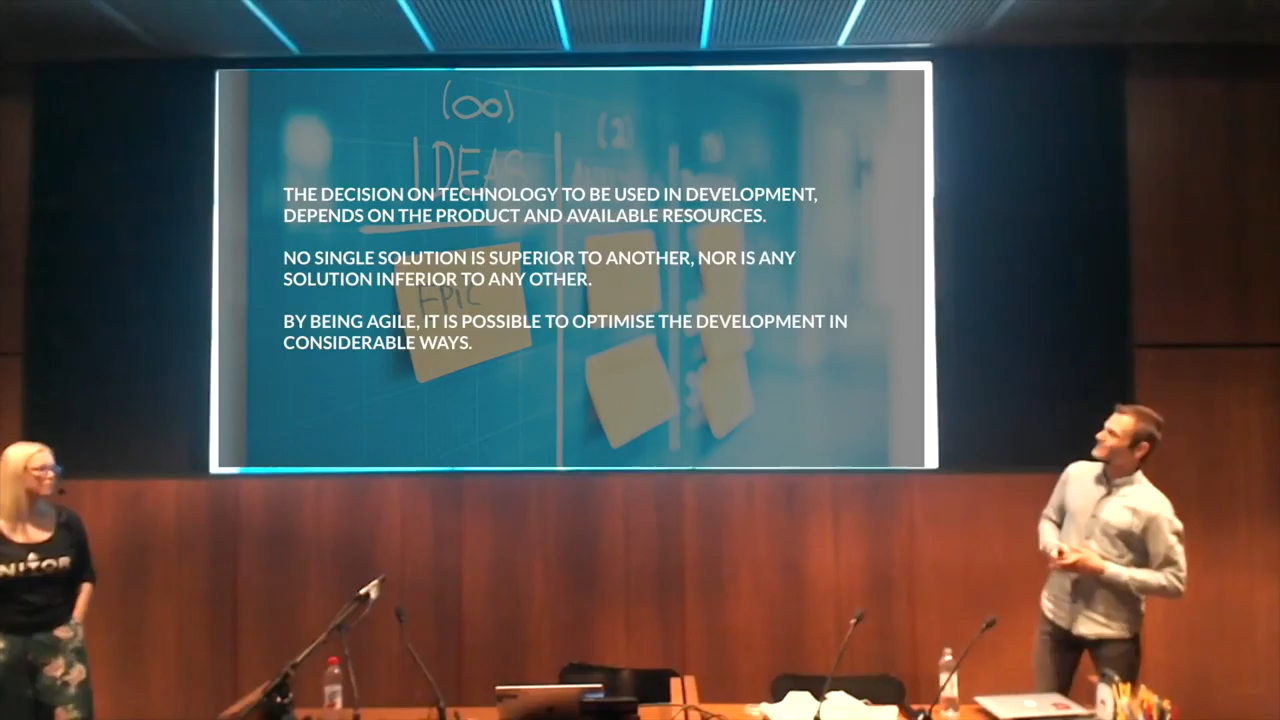 (∞)
IDEAS
THE DECISION ON TECHNOLOGY TO BE USED IN DEVELOPMENT,
DEPENDS ON THE PRODUCT AND AVAILABLE RESOURCES.
NO SINGLE SOLUTION IS SUPERIOR TO ANOTHER, NOR IS ANY
SOLUTION INFERIOR TO ANY OTHER.
EPIC
BY BEING AGILE, IT IS POSSIBLE TO OPTIMISE THE DEVELOPMENT IN
CONSIDERABLE WAYS.
NITOR